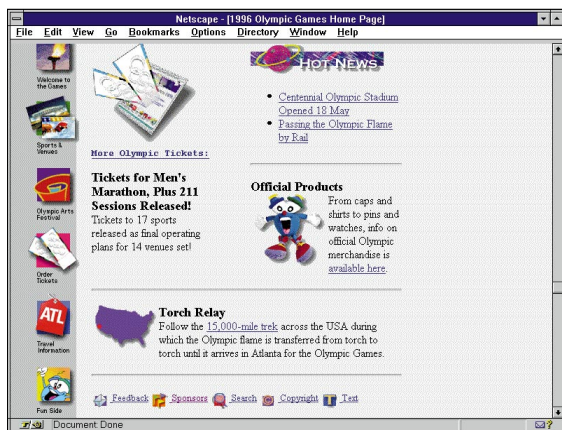 Netscape - [1996 Olympic Games Home Page]
File Edit View Go Bookmarks Options Directory Window Help
Welcome to
the Games
Sports &
Venues
Olympic Arts
Festival
Order
Tickets
ATL
Travel
Information
Fun Side
More Olympic Tickets:
Tickets for Men's
Marathon, Plus 211
Sessions Released!
Tickets to 17 sports
released as final operating
plans for 14 venues set!
HOT NEWS
• Centennial Olympic Stadium
Opened 18 May
• Passing the Olympic Flame
by Rail
Official Products
From caps and
shirts to pins and
watches, info on
official Olympic
merchandise is
available here.
Torch Relay
Follow the 15,000-mile trek across the USA during
which the Olympic flame is transferred from torch to
torch until it arrives in Atlanta for the Olympic Games.
Feedback Sponsors Search Copyright Text
Document Done